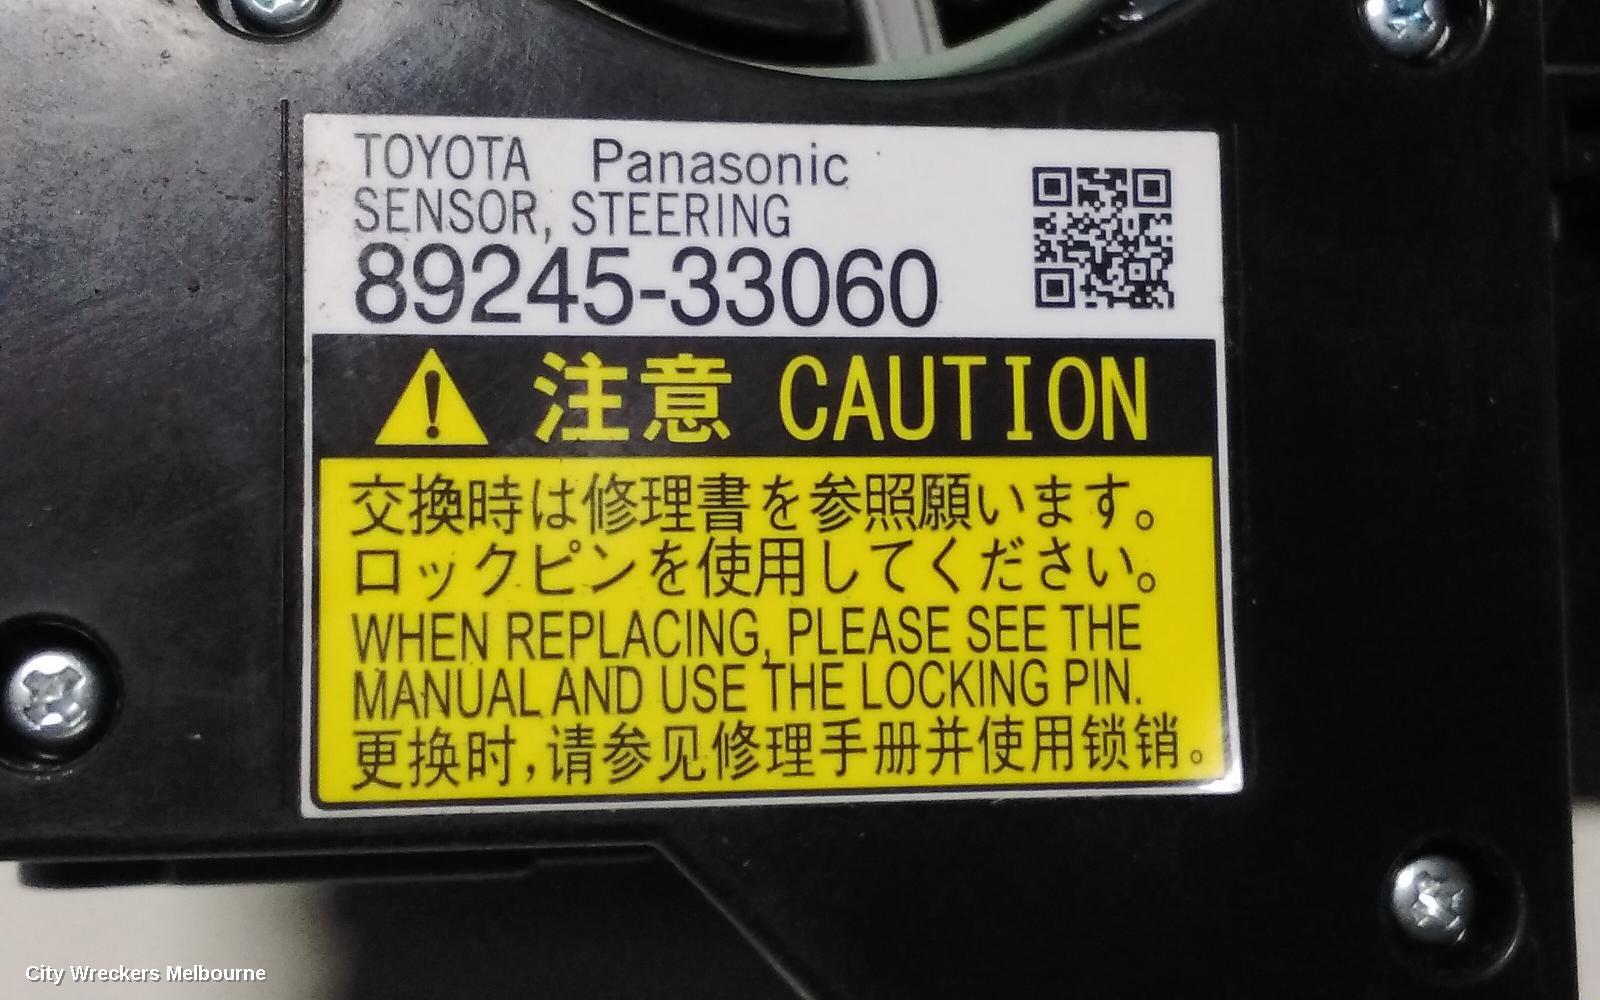 TOYOTA Panasonic
SENSOR, STEERING
89245-33060
注意 CAUTION
交換時は修理書を参照願います。
ロックピンを使用してください。
WHEN REPLACING, PLEASE SEE THE
MANUAL AND USE THE LOCKING PIN.
更换时,请参见修理手册并使用锁销。
City Wreckers Melbourne